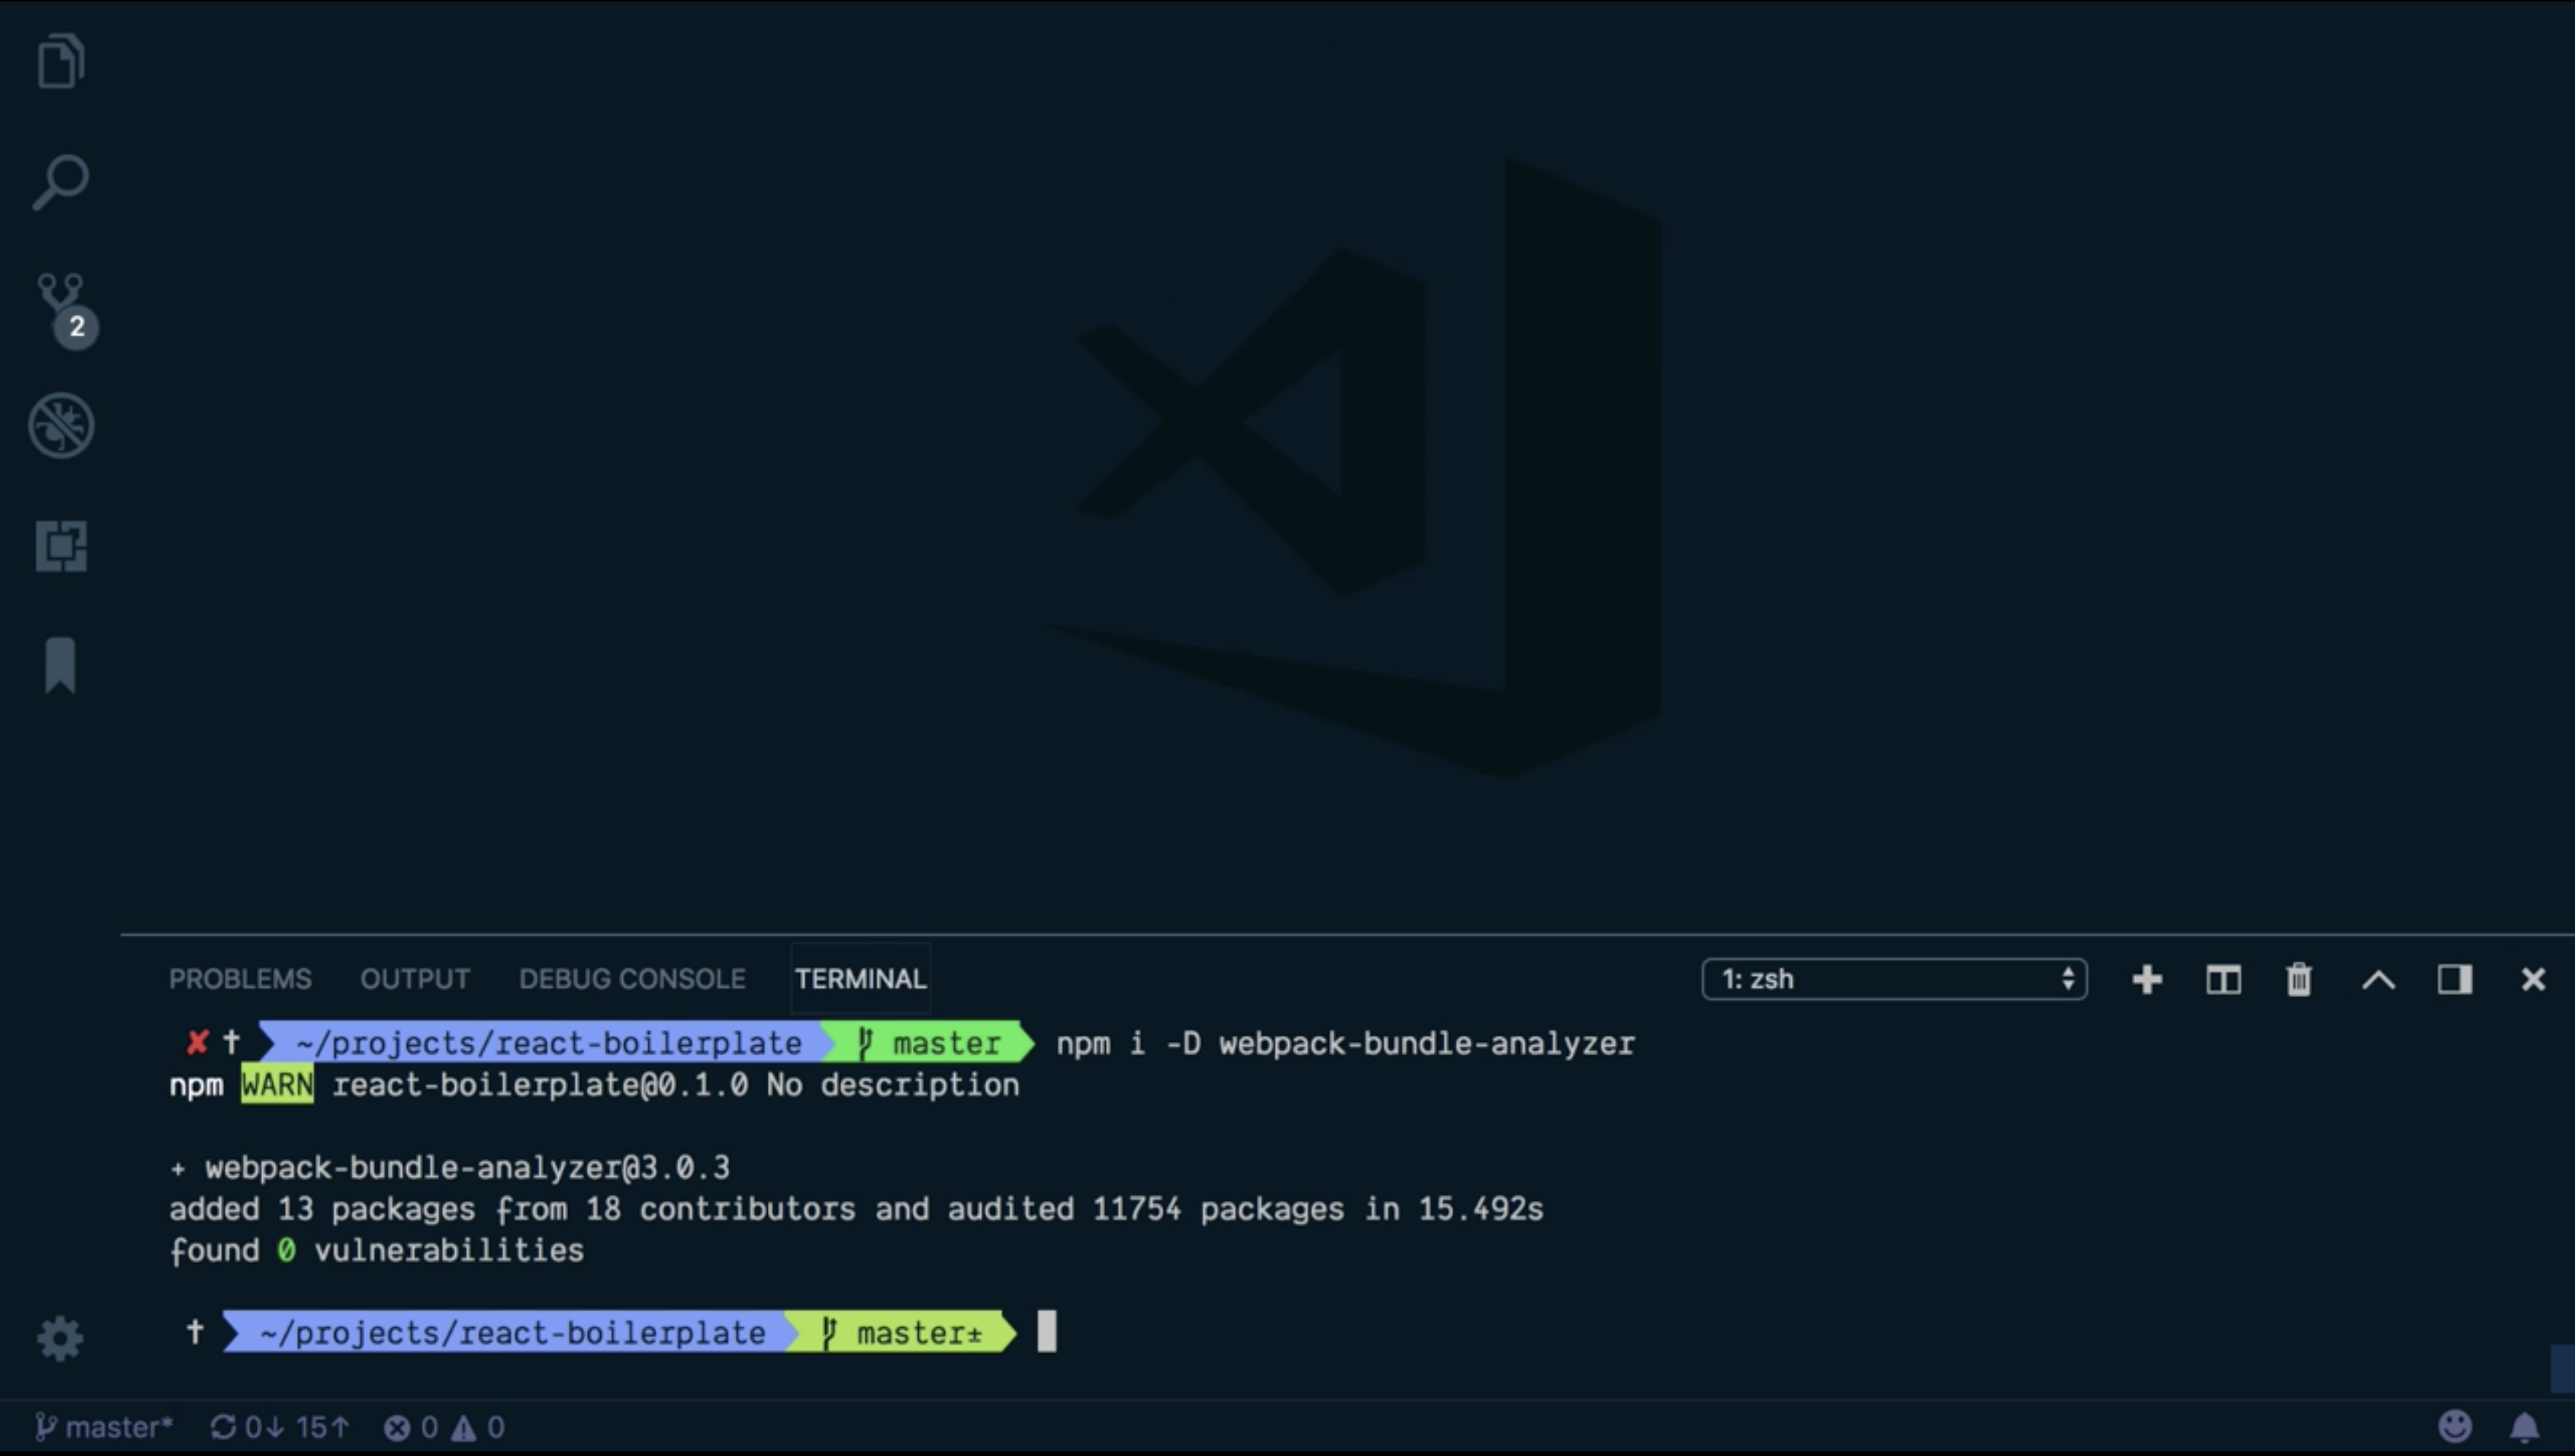 2
PROBLEMS OUTPUT DEBUG CONSOLE TERMINAL 1: zsh
✘ † ~/projects/react-boilerplate master npm i -D webpack-bundle-analyzer
npm WARN react-boilerplate@0.1.0 No description
+ webpack-bundle-analyzer@3.0.3
added 13 packages from 18 contributors and audited 11754 packages in 15.492s
found 0 vulnerabilities
† ~/projects/react-boilerplate master± 
master* 0↓ 15↑ 0 0